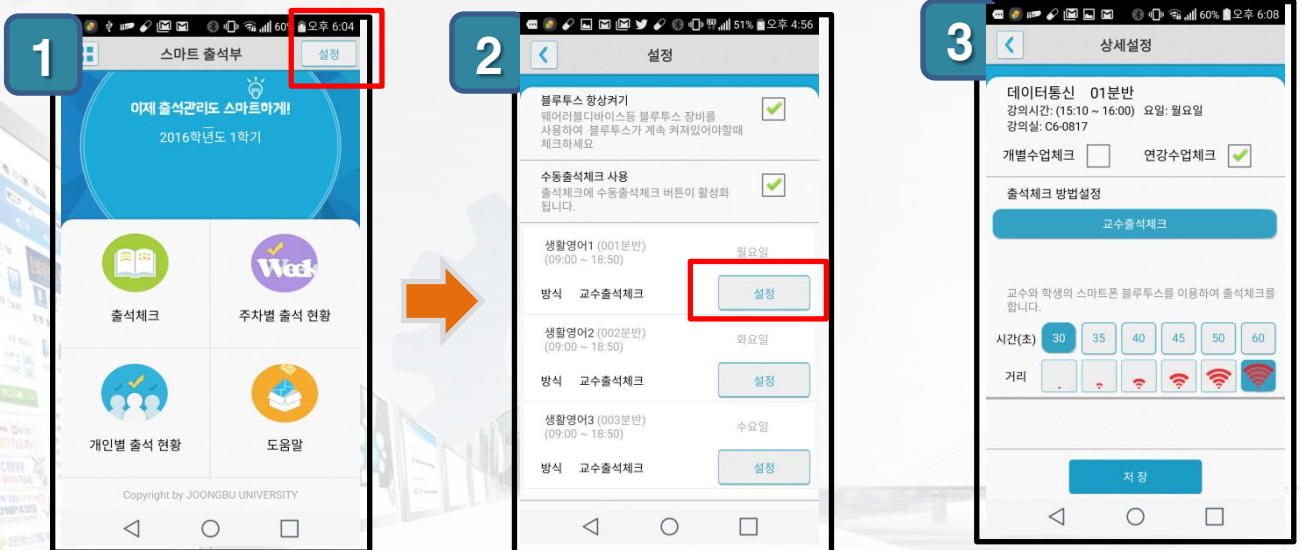 1
60% 오후 6:04
스마트 출석부
설정
이제 출석관리도 스마트하게!
2016학년도 1학기
출석체크
Week
주차별 출석 현황
개인별 출석 현황
도움말
Copyright by JOONGBU UNIVERSITY
2
51% 오후 4:56
설정
블루투스 항상켜기
웨어러블디바이스등 블루투스 장비를
사용하여 블루투스가 계속 켜져있어야할때
체크하세요
수동출석체크 사용
출석체크에 수동출석체크 버튼이 활성화
됩니다.
생활영어1 (001분반)
월요일
(09:00 ~ 18:50)
방식 교수출석체크
설정
생활영어2 (002분반)
화요일
(09:00 ~ 18:50)
방식 교수출석체크
설정
생활영어3 (003분반)
수요일
(09:00 ~ 18:50)
방식 교수출석체크
설정
3
60% 오후 6:08
상세설정
데이터통신 01분반
강의시간: (15:10 ~ 16:00) 요일: 월요일
강의실: C6-0817
개별수업체크 연강수업체크
출석체크 방법설정
교수출석체크
교수와 학생의 스마트폰 블루투스를 이용하여 출석체크를
합니다.
시간(초) 30 35 40 45 50 60
거리
저 장